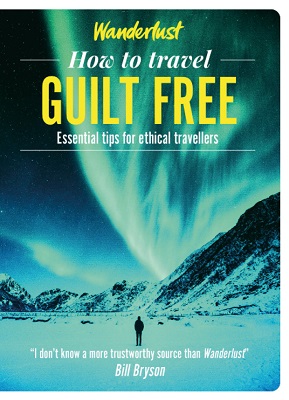 Wanderlust
How to travel
GUILT FREE
Essential tips for ethical travellers
"I don't know a more trustworthy source than Wanderlust"
Bill Bryson